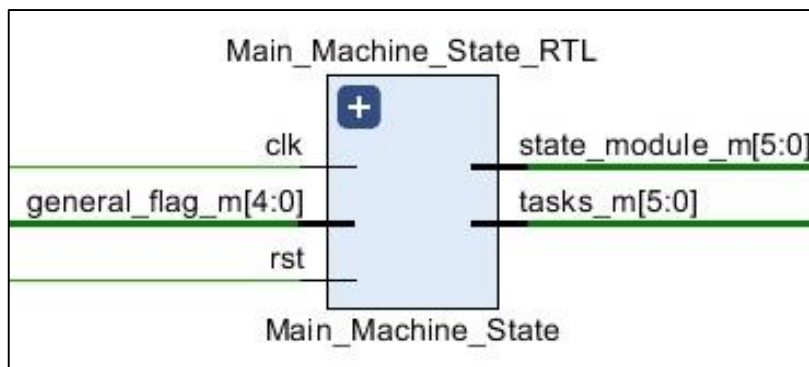 Main_Machine_State_RTL
+
clk
state_module_m[5:0]
general_flag_m[4:0]
tasks_m[5:0]
rst
Main_Machine_State